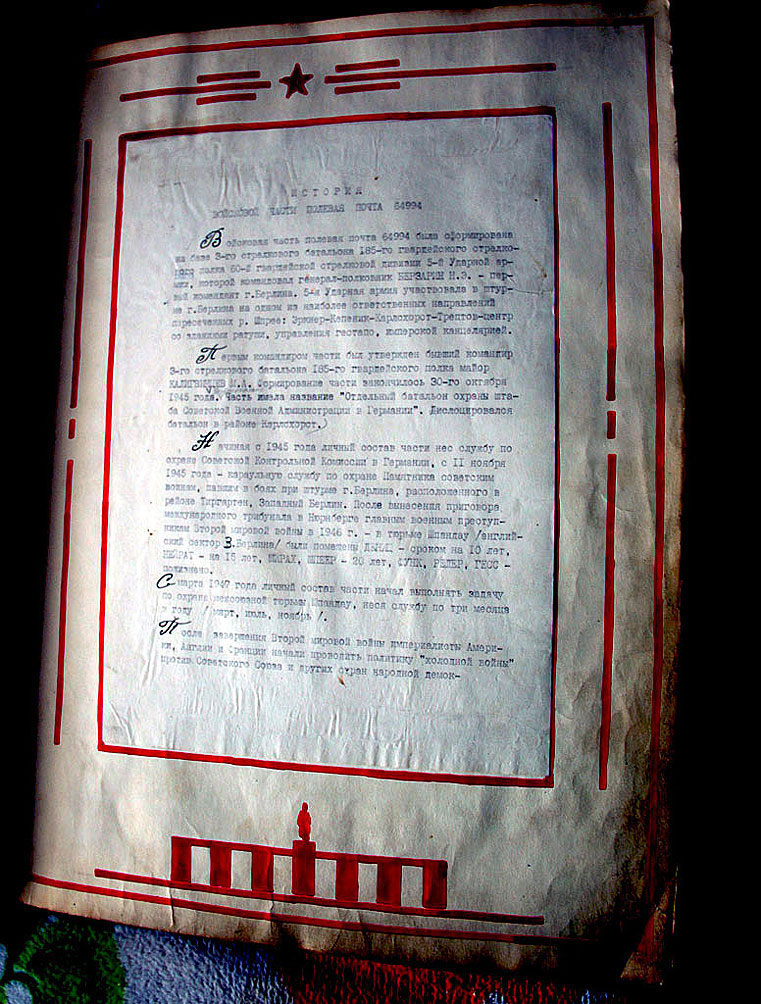 ИСТОРИЯ
ВОЙСКОВОЙ ЧАСТИ ПОЛЕВАЯ ПОЧТА 64994
Войсковая часть полевая почта 64994 была сформирована
на базе 3-го стрелкового батальона 185-го гвардейского стрелко-
вого полка 60-й гвардейской стрелковой дивизии 5-й Ударной ар-
мии, которой командовал генерал-полковник БЕРЗАРИН Н.Э. - пер-
вый комендант г.Берлина. 5-я Ударная армия участвовала в штур-
ме г.Берлина на одном из наиболее ответственных направлений
пересеченных р. Шпрее: Эркнер-Кепеник-Карлсхорст-Трептов-центр
со зданиями ратуши, управления гестапо, имперской канцелярией.
Первым командиром части был утвержден бывший командир
3-го стрелкового батальона 185-го гвардейского полка майор
М.А. Формирование части закончилось 30-го октября
1945 года. Часть имела название "Отдельный батальон охраны шта-
ба Советской Военной Администрации в Германии". Дислоцировался
батальон в районе Карлсхорст.
Начиная с 1945 года личный состав части нес службу по
охране Советской Контрольной Комиссии в Германии, с 11 ноября
1945 года - караульную службу по охране Памятника советским
воинам, павшим в боях при штурме г.Берлина, расположенного в
районе Тиргартен, Западный Берлин. После вынесения приговора
международного трибунала в Нюрнберге главным военным преступ-
никам Второй мировой войны в 1946 г. - в тюрьме Шпандау /англий-
ский сектор З.Берлина/ были помещены ДЕНИЦ - сроком на 10 лет,
НЕЙРАТ - на 15 лет, ШИРАХ, ШПЕЕР - 20 лет, ФУНК, РЕДЕР, ГЕСС -
пожизнено.
С марта 1947 года личный состав части начал выполнять задачу
по охране межсоюзной тюрьмы Шпандау, неся службу по три месяца
в году / март, июль, ноябрь /.
После завершения Второй мировой войны империалисты Амери-
ки, Англии и Франции начали проводить политику "холодной войны"
против Советского Союза и других стран народной демок-